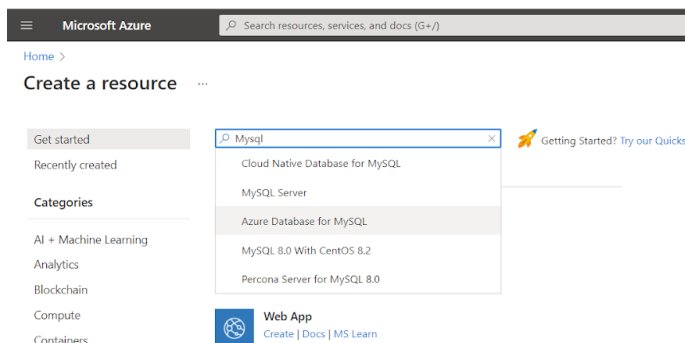 Microsoft Azure
Search resources, services, and docs (G+/)
Home >
Create a resource ...
Get started
Recently created
Categories
AI + Machine Learning
Analytics
Blockchain
Compute
Containers
Mysql
Cloud Native Database for MySQL
MySQL Server
Azure Database for MySQL
MySQL 8.0 With CentOS 8.2
Percona Server for MySQL 8.0
Getting Started? Try our Quicks
Web App
Create | Docs | MS Learn